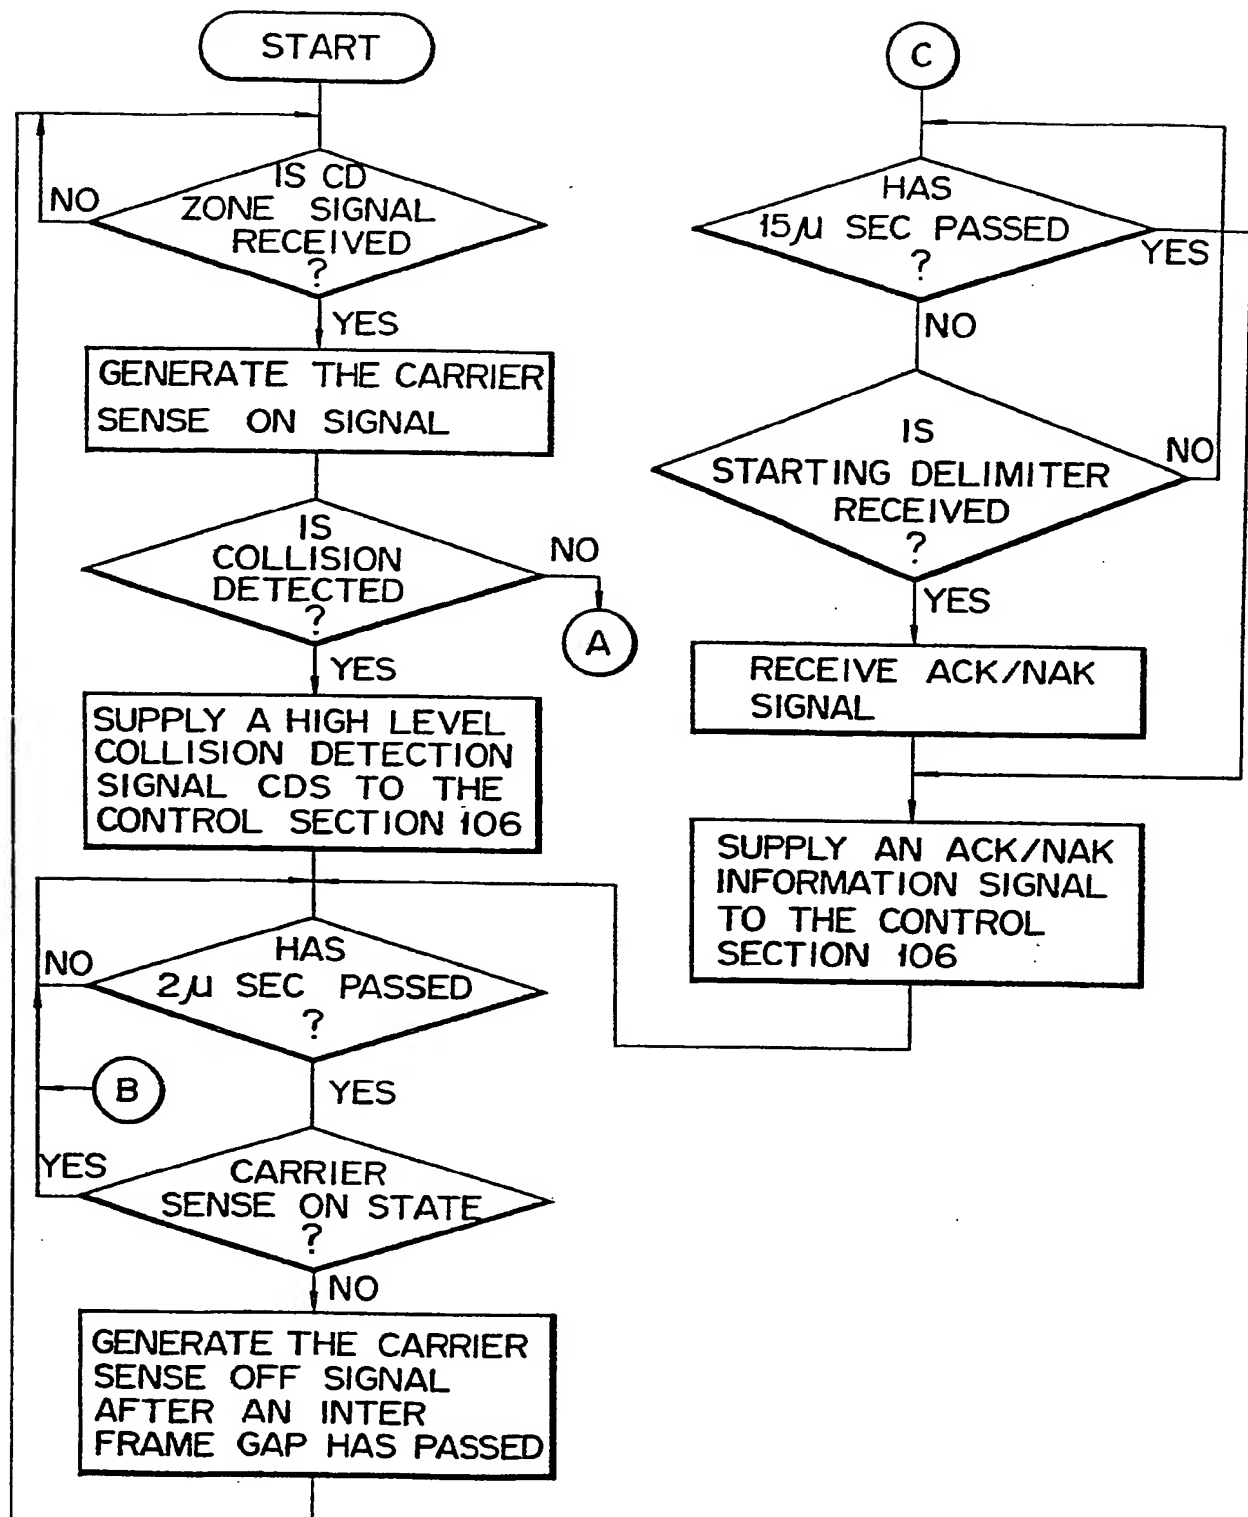 START
IS CD
ZONE SIGNAL
RECEIVED
?
NO
YES
GENERATE THE CARRIER
SENSE ON SIGNAL
IS
COLLISION
DETECTED
?
NO
A
YES
SUPPLY A HIGH LEVEL
COLLISION DETECTION
SIGNAL CDS TO THE
CONTROL SECTION 106
HAS
2μ SEC PASSED
?
NO
YES
B
CARRIER
SENSE ON STATE
?
YES
NO
GENERATE THE CARRIER
SENSE OFF SIGNAL
AFTER AN INTER
FRAME GAP HAS PASSED
C
HAS
15μ SEC PASSED
?
YES
NO
IS
STARTING DELIMITER
RECEIVED
?
NO
YES
RECEIVE ACK/NAK
SIGNAL
SUPPLY AN ACK/NAK
INFORMATION SIGNAL
TO THE CONTROL
SECTION 106